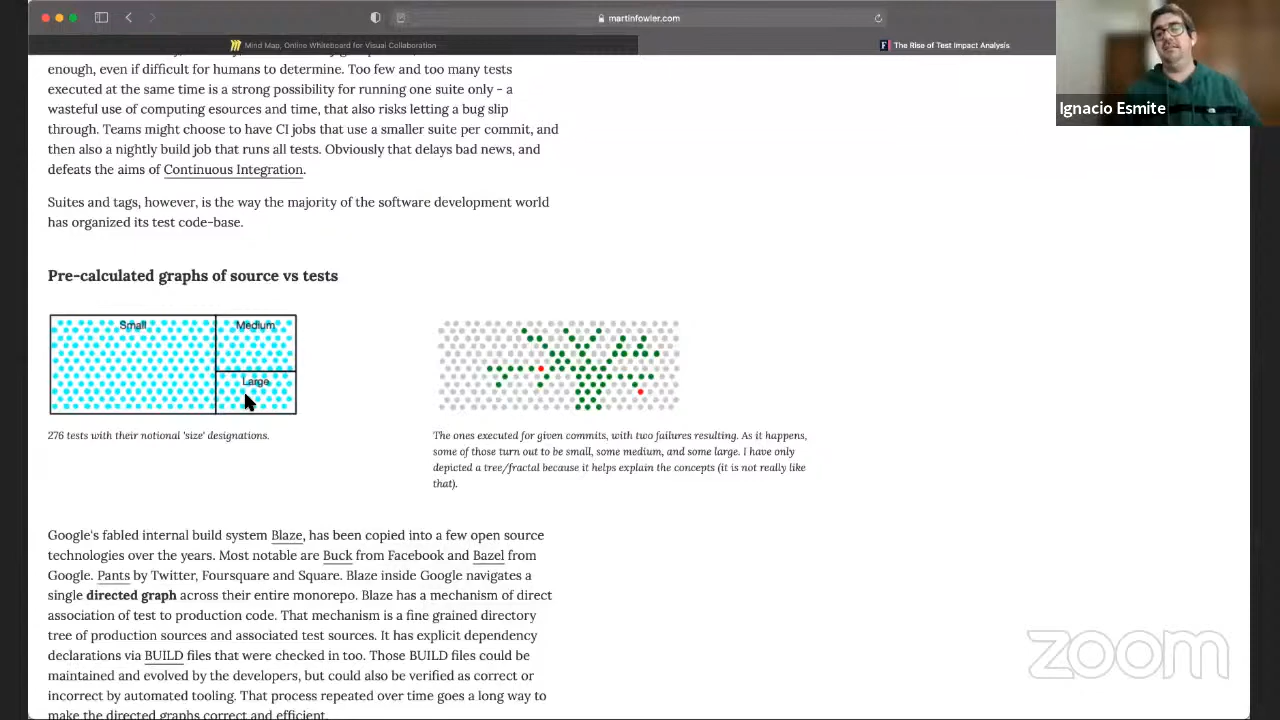 martinfowler.com
Mind Map, Online Whiteboard for Visual Collaboration
The Rise of Test Impact Analysis
Ignacio Esmite
enough, even if difficult for humans to determine. Too few and too many tests
executed at the same time is a strong possibility for running one suite only - a
wasteful use of computing esources and time, that also risks letting a bug slip
through. Teams might choose to have CI jobs that use a smaller suite per commit, and
then also a nightly build job that runs all tests. Obviously that delays bad news, and
defeats the aims of Continuous Integration.
Suites and tags, however, is the way the majority of the software development world
has organized its test code-base.
Pre-calculated graphs of source vs tests
Small
Medium
Large
276 tests with their notional 'size' designations.
The ones executed for given commits, with two failures resulting. As it happens,
some of those turn out to be small, some medium, and some large. I have only
depicted a tree/fractal because it helps explain the concepts (it is not really like
that).
Google's fabled internal build system Blaze, has been copied into a few open source
technologies over the years. Most notable are Buck from Facebook and Bazel from
Google. Pants by Twitter, Foursquare and Square. Blaze inside Google navigates a
single directed graph across their entire monorepo. Blaze has a mechanism of direct
association of test to production code. That mechanism is a fine grained directory
tree of production sources and associated test sources. It has explicit dependency
declarations via BUILD files that were checked in too. Those BUILD files could be
maintained and evolved by the developers, but could also be verified as correct or
incorrect by automated tooling. That process repeated over time goes a long way to
make the directed graphs correct and efficient.
zoom